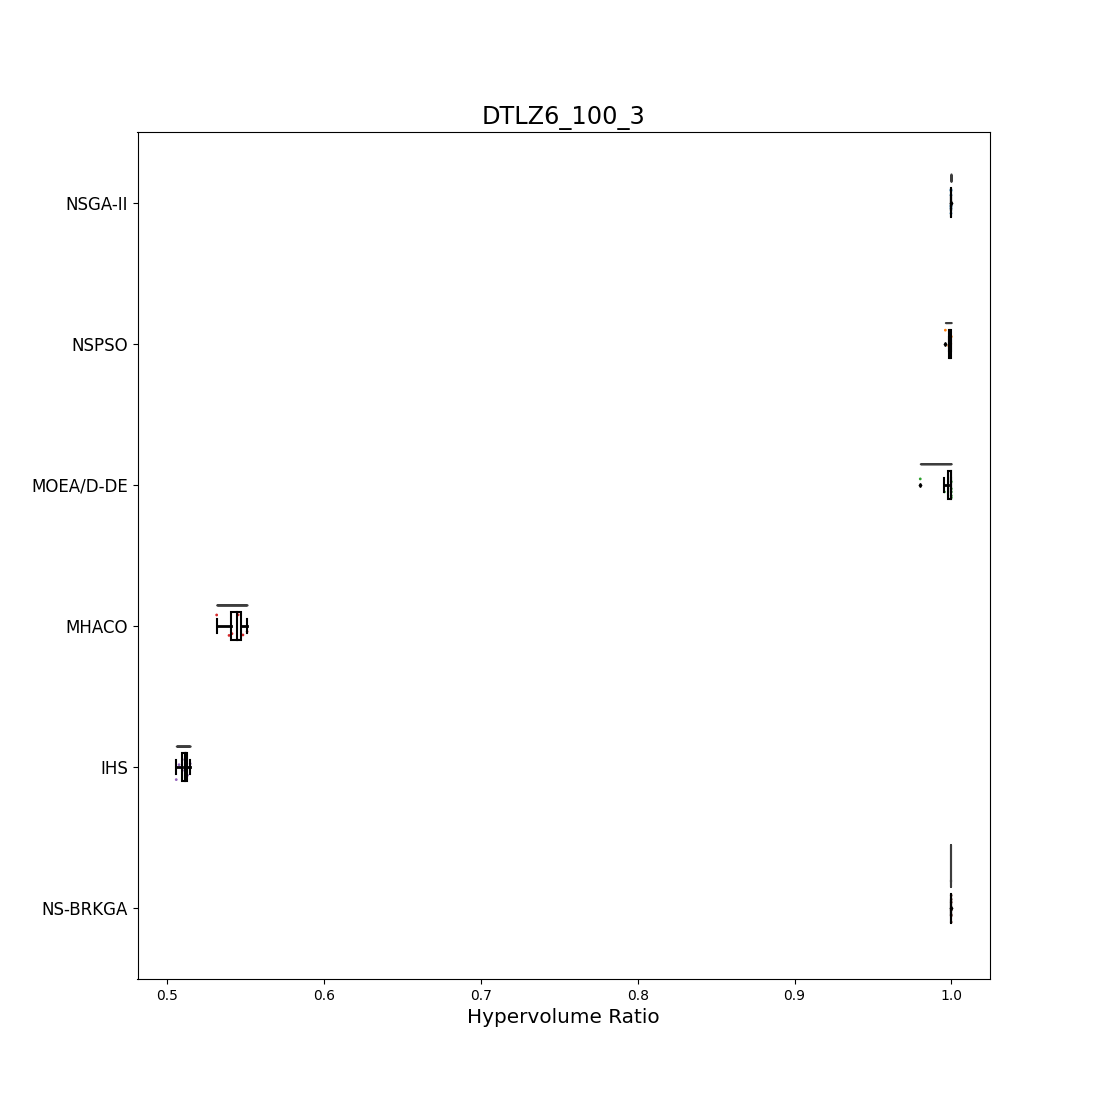 DTLZ6_100_3
NSGA-II
NSPSO
MOEA/D-DE
MHACO
IHS
NS-BRKGA
0.5 0.6 0.7 0.8 0.9 1.0
Hypervolume Ratio